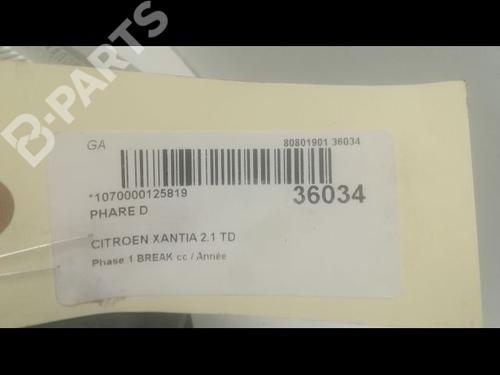 B-PARTS
GA
80801901 36034
*1070000125819
36034
PHARE D
CITROEN XANTIA 2.1 TD
Phase 1 BREAK cc / Année